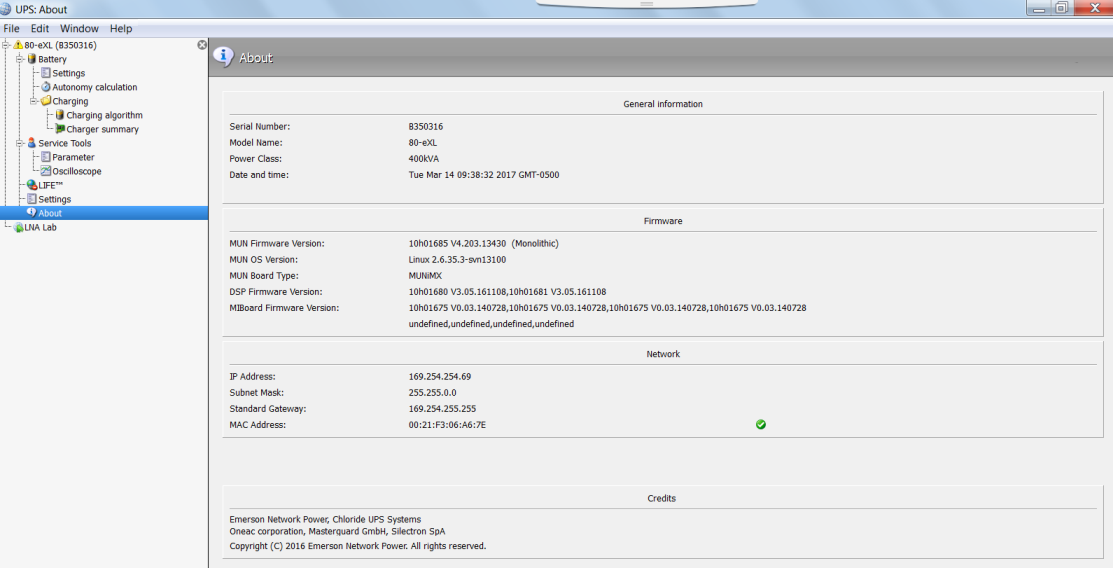 UPS: About
File Edit Window Help
80-eXL (B350316)
Battery
Settings
Autonomy calculation
Charging
Charging algorithm
Charger summary
Service Tools
Parameter
Oscilloscope
LIFE™
Settings
About
LNA Lab
About
General information
Serial Number: B350316
Model Name: 80-eXL
Power Class: 400kVA
Date and time: Tue Mar 14 09:38:32 2017 GMT-0500
Firmware
MUN Firmware Version: 10h01685 V4.203.13430 (Monolithic)
MUN OS Version: Linux 2.6.35.3-svn13100
MUN Board Type: MUNiMX
DSP Firmware Version: 10h01680 V3.05.161108,10h01681 V3.05.161108
MIBoard Firmware Version: 10h01675 V0.03.140728,10h01675 V0.03.140728,10h01675 V0.03.140728,10h01675 V0.03.140728
undefined,undefined,undefined,undefined
Network
IP Address: 169.254.254.69
Subnet Mask: 255.255.0.0
Standard Gateway: 169.254.255.255
MAC Address: 00:21:F3:06:A6:7E
Credits
Emerson Network Power, Chloride UPS Systems
Oneac corporation, Masterguard GmbH, Silectron SpA
Copyright (C) 2016 Emerson Network Power. All rights reserved.